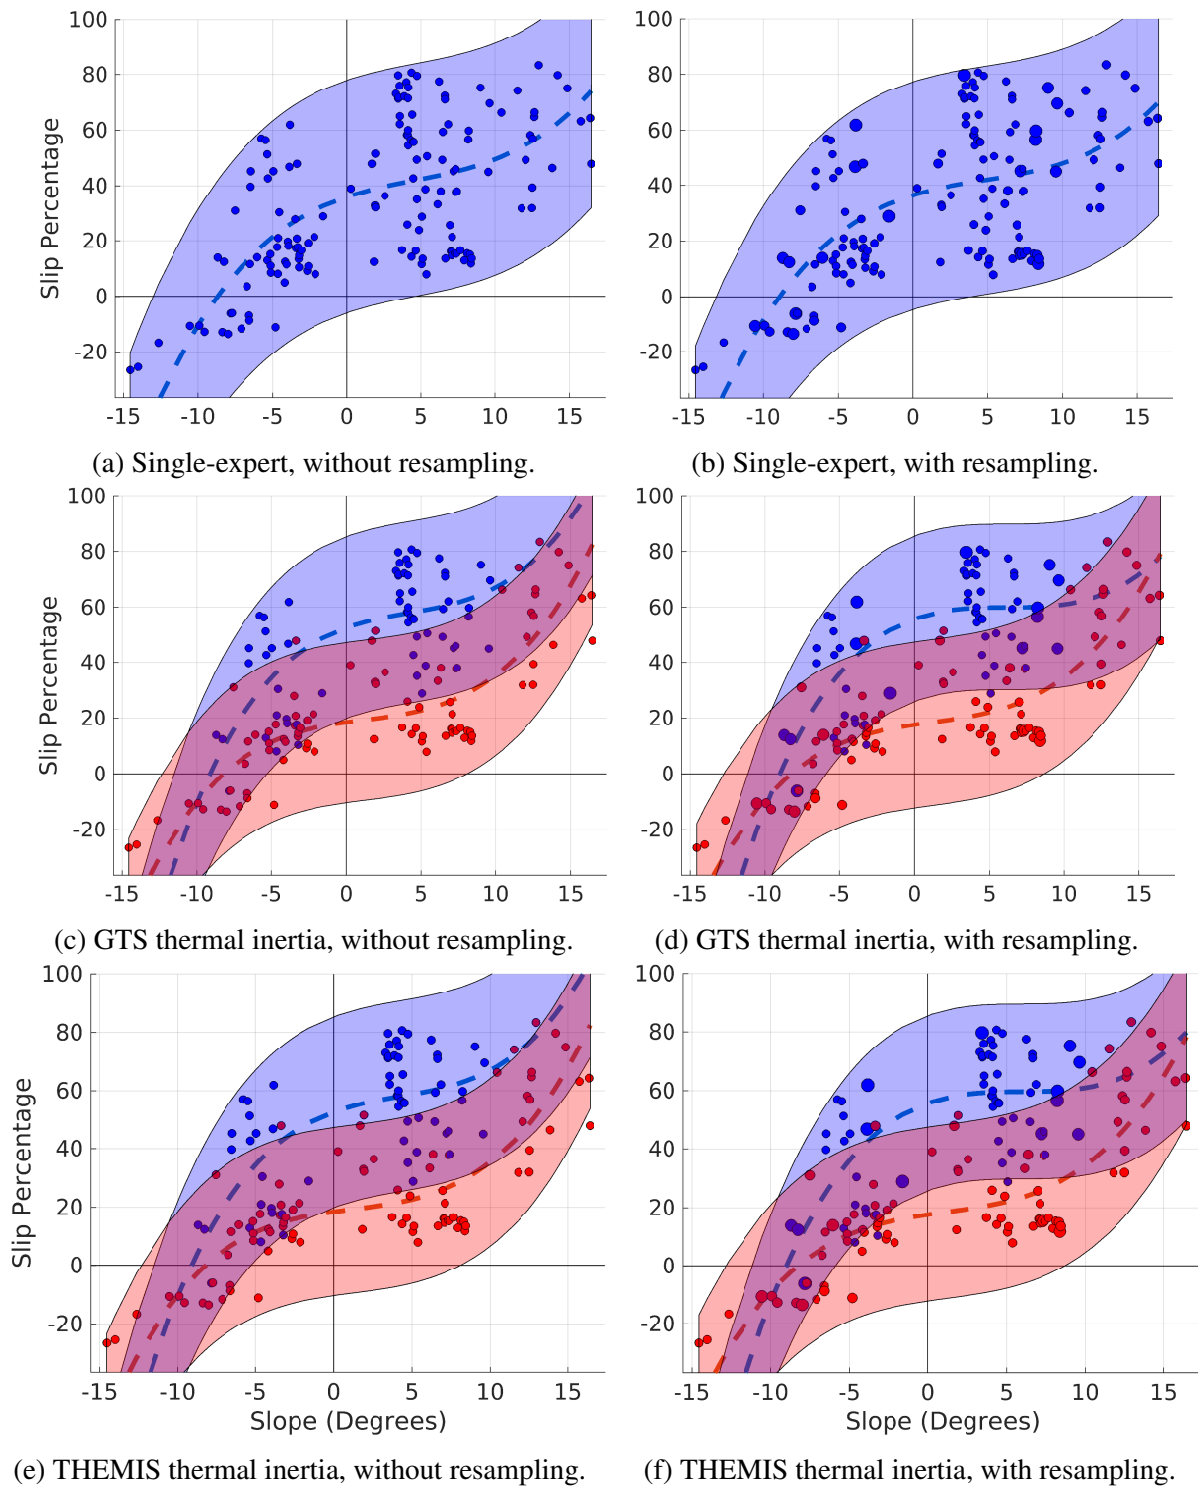 100
80
60
40
20
0
-20
Slip Percentage
-15 -10 -5 0 5 10 15
(a) Single-expert, without resampling.
100
80
60
40
20
0
-20
-15 -10 -5 0 5 10 15
(b) Single-expert, with resampling.
100
80
60
40
20
0
-20
Slip Percentage
-15 -10 -5 0 5 10 15
(c) GTS thermal inertia, without resampling.
100
80
60
40
20
0
-20
-15 -10 -5 0 5 10 15
(d) GTS thermal inertia, with resampling.
100
80
60
40
20
0
-20
Slip Percentage
-15 -10 -5 0 5 10 15
Slope (Degrees)
(e) THEMIS thermal inertia, without resampling.
100
80
60
40
20
0
-20
-15 -10 -5 0 5 10 15
Slope (Degrees)
(f) THEMIS thermal inertia, with resampling.